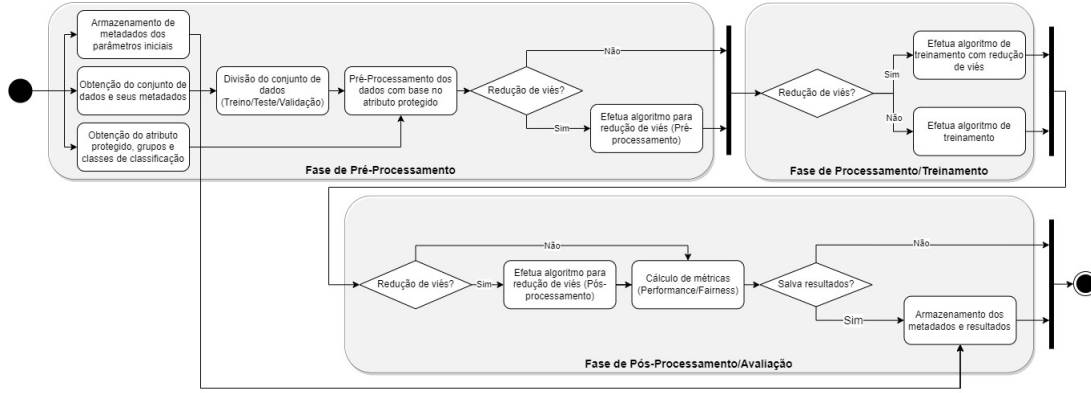 Armazenamento de
metadados dos
parâmetros iniciais
Obtenção do conjunto de
dados e seus metadados
Obtenção do atributo
protegido, grupos e
classes de classificação
Divisão do conjunto de
dados
(Treino/Teste/Validação)
Pré-Processamento dos
dados com base no
atributo protegido
Redução de viés?
Não
Sim
Efetua algoritmo para
redução de viés (Pré-
processamento)
Fase de Pré-Processamento
Redução de viés?
Sim
Não
Efetua algoritmo de
treinamento com redução
de viés
Efetua algoritmo de
treinamento
Fase de Processamento/Treinamento
Redução de viés?
Não
Sim
Efetua algoritmo para
redução de viés (Pós-
processamento)
Cálculo de métricas
(Performance/Fairness)
Salva resultados?
Não
Sim
Armazenamento dos
metadados e resultados
Fase de Pós-Processamento/Avaliação